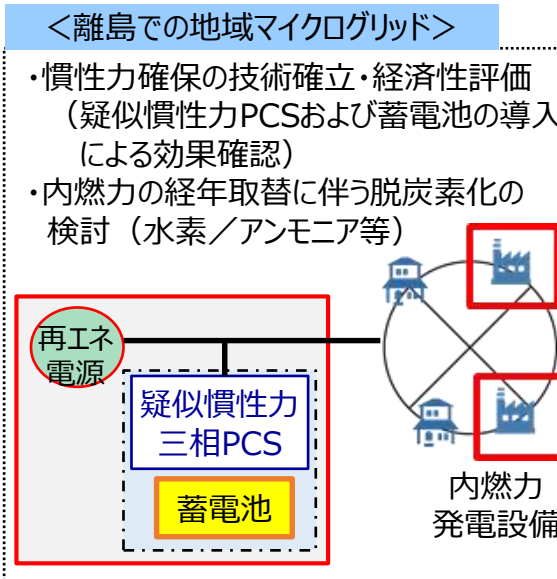 ＜離島での地域マイクログリッド＞
・慣性力確保の技術確立・経済性評価
（疑似慣性力PCSおよび蓄電池の導入
による効果確認）
・内燃力の経年取替に伴う脱炭素化の
検討（水素／アンモニア等）
再エネ
電源
疑似慣性力
三相PCS
蓄電池
内燃力
発電設備